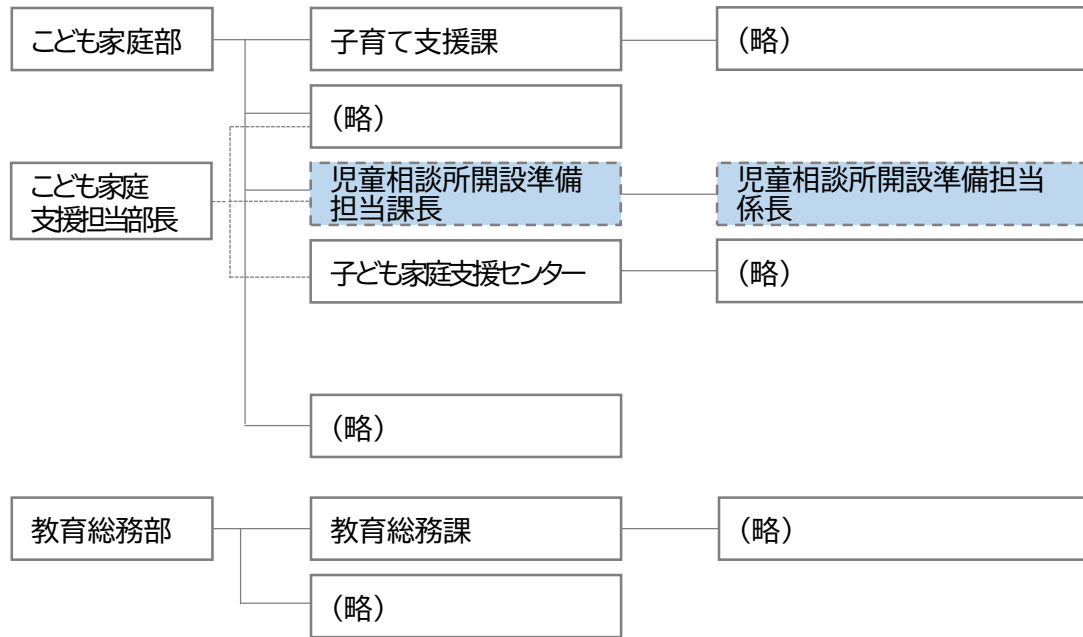 こども家庭部
子育て支援課
(略)
(略)
こども家庭
支援担当部長
児童相談所開設準備
担当課長
児童相談所開設準備担当
係長
子ども家庭支援センター
(略)
(略)
教育総務部
教育総務課
(略)
(略)